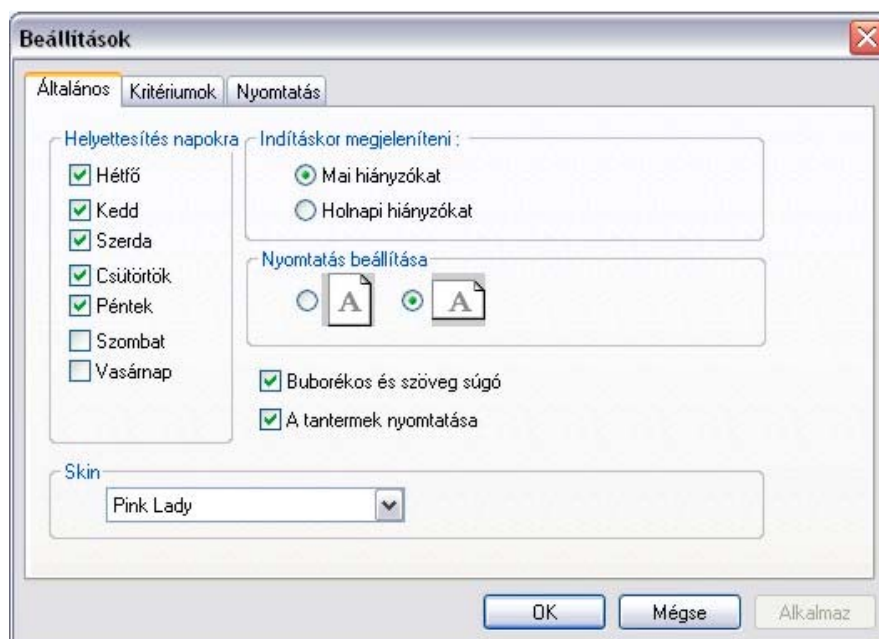 Beállítások
Általános Kritériumok Nyomtatás
Helyettesítés napokra
Hétfő
Kedd
Szerda
Csütörtök
Péntek
Szombat
Vasárnap
Indításkor megjeleníteni :
Mai hiányzókat
Holnapi hiányzókat
Nyomtatás beállítása
A A
Buborékos és szöveg súgó
A tantermek nyomtatása
Skin
Pink Lady
OK Mégse Alkalmaz